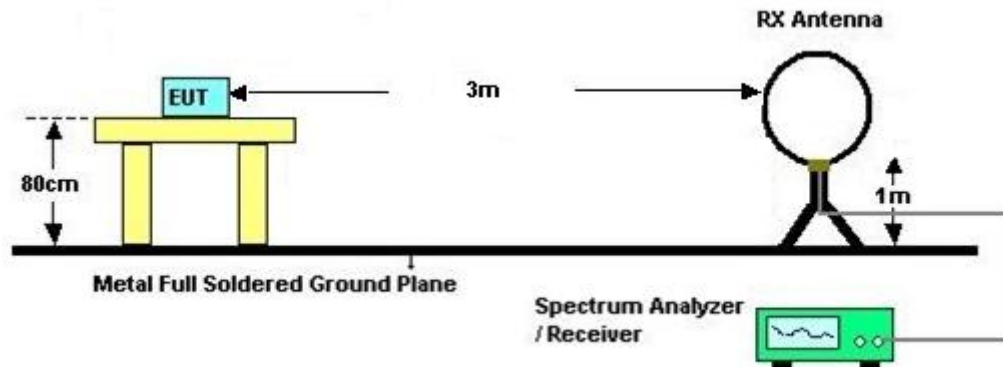 RX Antenna
EUT
3m
80cm
1m
Metal Full Soldered Ground Plane
Spectrum Analyzer
/ Receiver